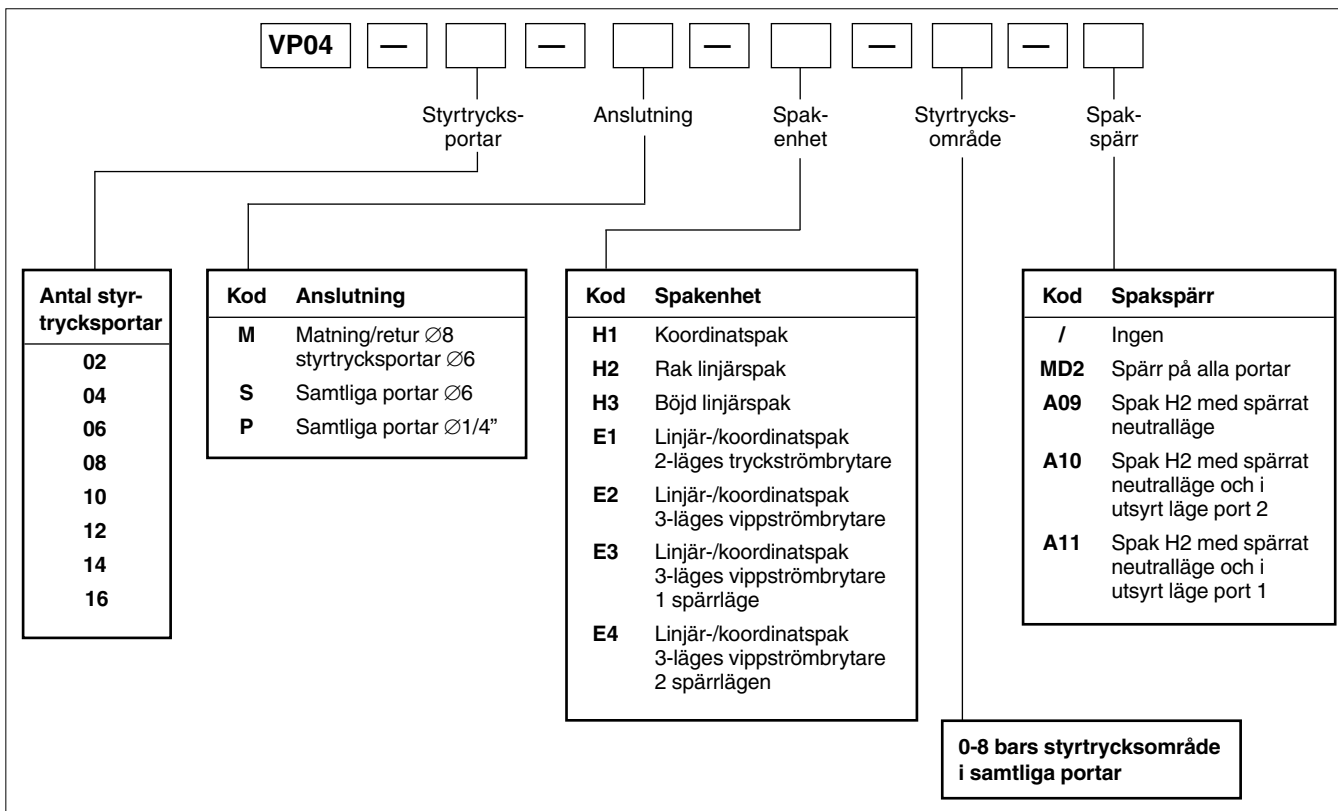 VP04 — — — — —
Styrtrycks-
portar
Anslutning
Spak-
enhet
Styrtrycks-
område
Spak-
spärr
Antal styr-
trycksportar
02
04
06
08
10
12
14
16
Kod Anslutning
M Matning/retur ∅8
styrtrycksportar ∅6
S Samtliga portar ∅6
P Samtliga portar ∅1/4”
Kod Spakenhet
H1 Koordinatspak
H2 Rak linjärspak
H3 Böjd linjärspak
E1 Linjär-/koordinatspak
2-läges tryckströmbrytare
E2 Linjär-/koordinatspak
3-läges vippströmbrytare
E3 Linjär-/koordinatspak
3-läges vippströmbrytare
1 spärrläge
E4 Linjär-/koordinatspak
3-läges vippströmbrytare
2 spärrlägen
Kod Spakspärr
/ Ingen
MD2 Spärr på alla portar
A09 Spak H2 med spärrat
neutralläge
A10 Spak H2 med spärrat
neutralläge och i
utsyrt läge port 2
A11 Spak H2 med spärrat
neutralläge och i
utsyrt läge port 1
0-8 bars styrtrycksområde
i samtliga portar